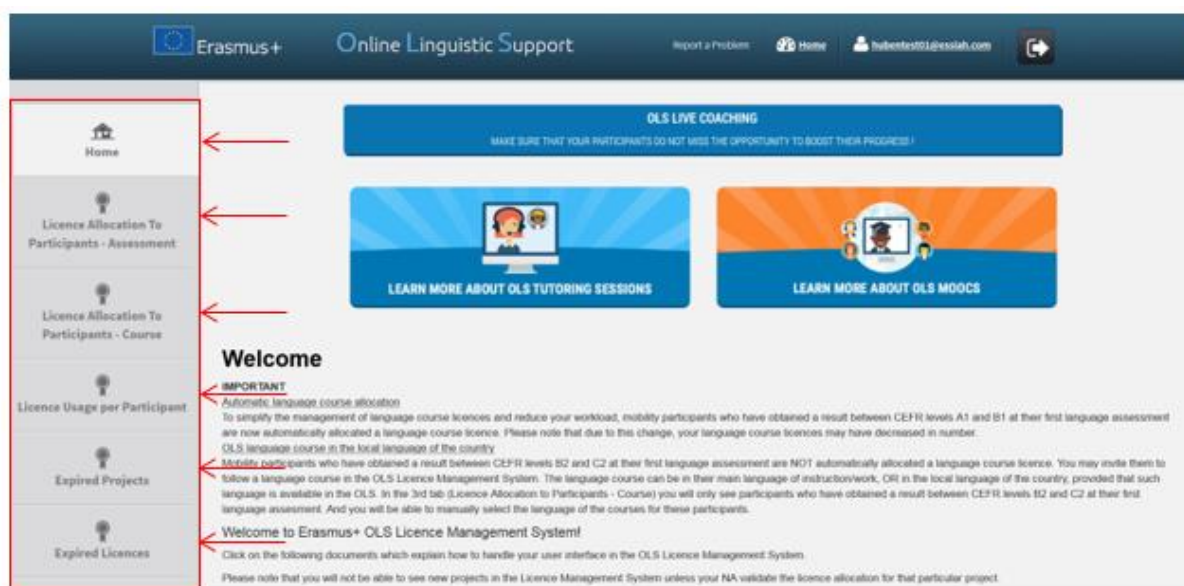 Erasmus+
Online Linguistic Support
Report a Problem
Home
hubentest01@essiah.com
Home
Licence Allocation To
Participants - Assessment
Licence Allocation To
Participants - Course
Licence Usage per Participant
Expired Projects
Expired Licences
OLS LIVE COACHING
MAKE SURE THAT YOUR PARTICIPANTS DO NOT MISS THE OPPORTUNITY TO BOOST THEIR PROGRESS !
LEARN MORE ABOUT OLS TUTORING SESSIONS
LEARN MORE ABOUT OLS MOOCS
Welcome
IMPORTANT
Automatic language course allocation
To simplify the management of language course licences and reduce your workload, mobility participants who have obtained a result between CEFR levels A1 and B1 at their first language assessment
are now automatically allocated a language course licence. Please note that due to this change, your language course licences may have decreased in number.
OLS language course in the local language of the country
Mobility participants who have obtained a result between CEFR levels B2 and C2 at their first language assessment are NOT automatically allocated a language course licence. You may invite them to
follow a language course in the OLS Licence Management System. The language course can be in their main language of instruction/work, OR in the local language of the country, provided that such
language is available in the OLS. In the 3rd tab (Licence Allocation to Participants - Course) you will only see participants who have obtained a result between CEFR levels B2 and C2 at their first
language assesment. And you will be able to manually select the language of the courses for these participants.
Welcome to Erasmus+ OLS Licence Management System!
Click on the following documents which explain how to handle your user interface in the OLS Licence Management System.
Please note that you will not be able to see new projects in the Licence Management System unless your NA validate the licence allocation for that particular project